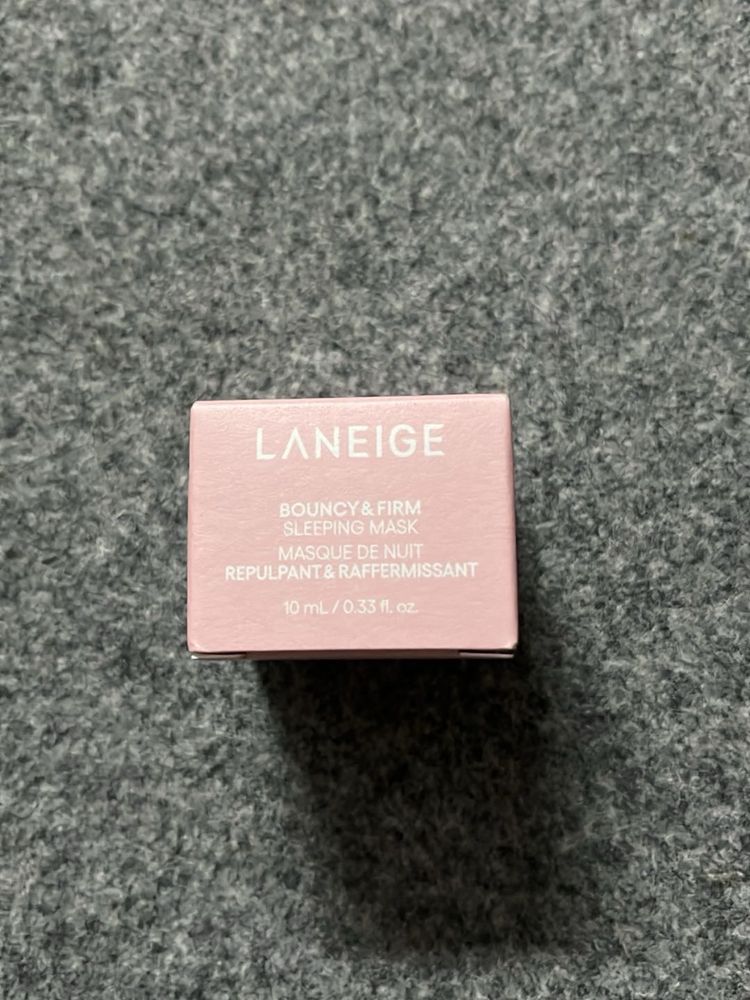 LANEIGE
BOUNCY & FIRM
SLEEPING MASK
MASQUE DE NUIT
REPULPANT & RAFFERMISSANT
10 mL / 0.33 fl. oz.